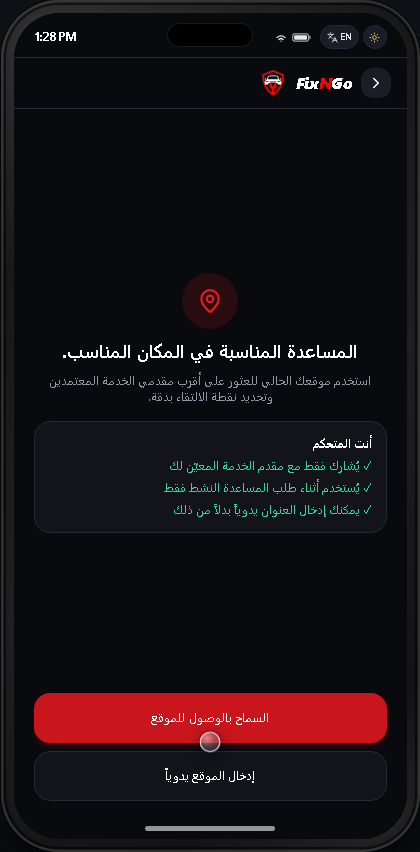 1:28 PM
EN
FixNGo
المساعدة المناسبة في المكان المناسب.
استخدم موقعك الحالي للعثور على أقرب مقدمي الخدمة المعتمدين
وتحديد نقطة الالتقاء بدقة.
أنت المتحكم
✓ يُشارك فقط مع مقدم الخدمة المعيّن لك
✓ يُستخدم أثناء طلب المساعدة النشط فقط
✓ يمكنك إدخال العنوان يدوياً بدلاً من ذلك
السماح بالوصول للموقع
إدخال الموقع يدوياً